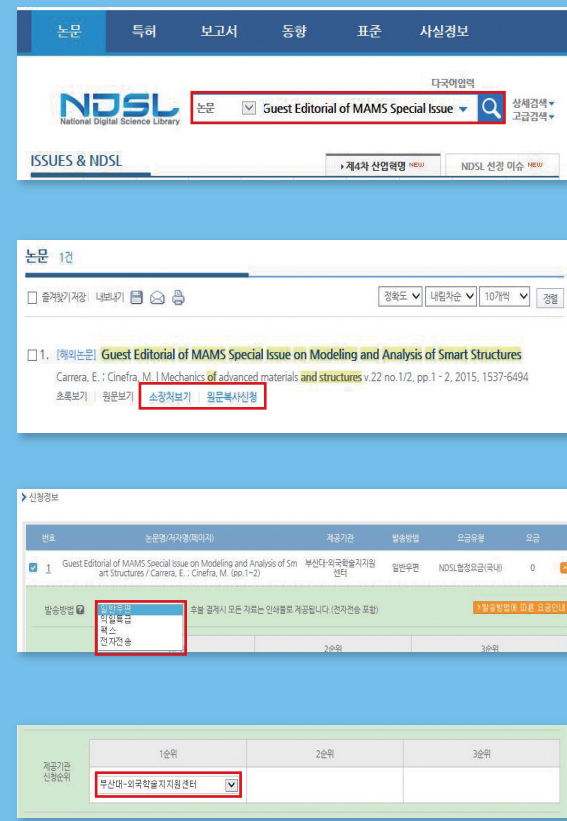 논문 특허 보고서 동향 표준 사실정보
다국어입력
NDSL
National Digital Science Library
논문 Guest Editorial of MAMS Special Issue
상세검색
고급검색
ISSUES & NDSL
제4차 산업혁명 NEW NDSL 선정 이슈 NEW
논문 1건
즐겨찾기저장 내보내기 정확도 내림차순 10개씩 정렬
1. [해외논문] Guest Editorial of MAMS Special Issue on Modeling and Analysis of Smart Structures
Carrera, E. ; Cinefra, M. | Mechanics of advanced materials and structures v.22 no.1/2, pp.1 - 2, 2015, 1537-6494
초록보기 | 원문보기 | 소장처보기 | 원문복사신청
신청정보
번호 논문명/저자명(페이지) 제공기관 발송방법 요금유형 요금
1 Guest Editorial of MAMS Special Issue on Modeling and Analysis of Sm 부산대-외국학술지지원 일반우편 NDSL협정요금(국내) 0
art Structures / Carrera, E. ; Cinefra, M. (pp.1~2) 센터
발송방법 일반우편 후불 결제시 모든 자료는 인쇄물로 제공됩니다.(전자전송 포함) 발송방법에 따른 요금안내
익일특급
팩스
전자전송
2순위 3순위
제공기관
신청순위
1순위 2순위 3순위
부산대-외국학술지지원센터